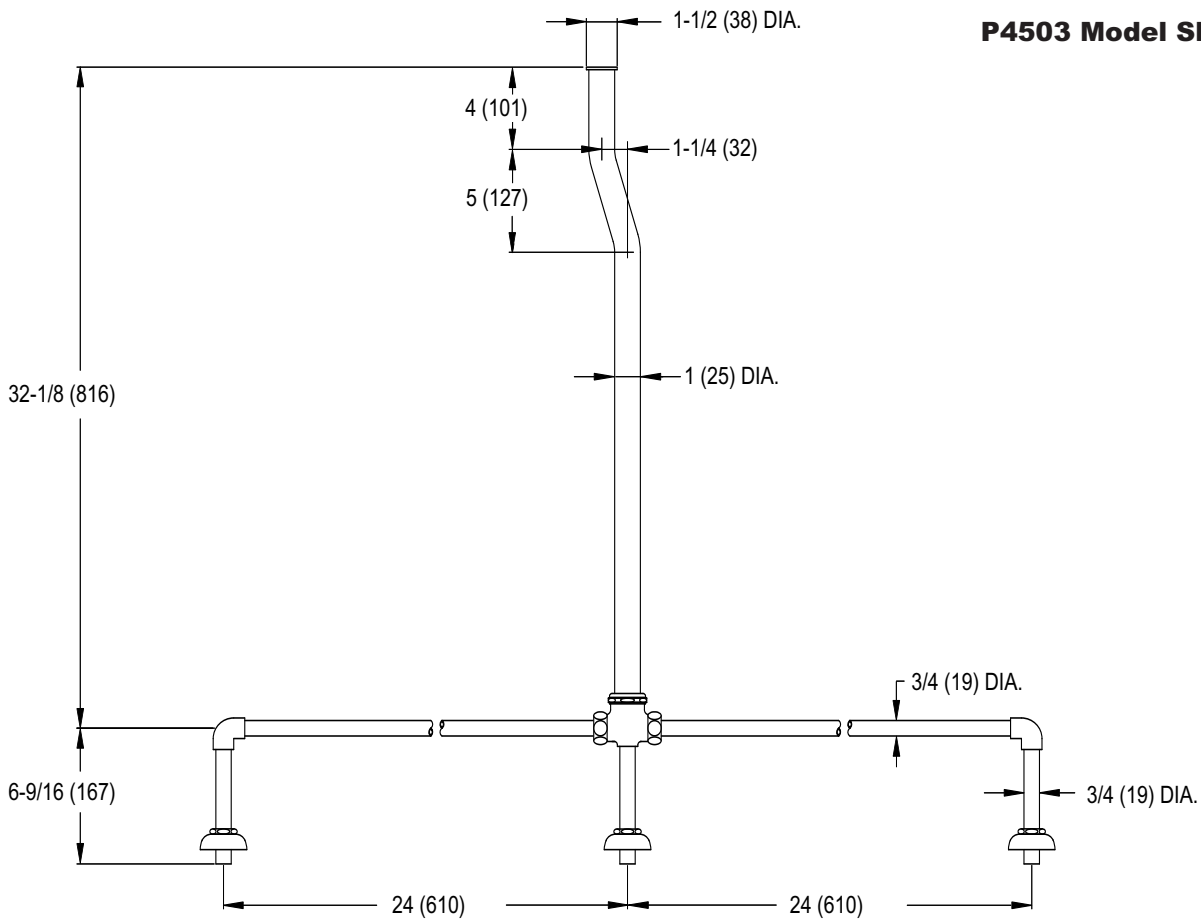 1-1/2 (38) DIA.
P4503 Model
4 (101)
1-1/4 (32)
5 (127)
1 (25) DIA.
32-1/8 (816)
3/4 (19) DIA.
6-9/16 (167)
3/4 (19) DIA.
24 (610)
24 (610)